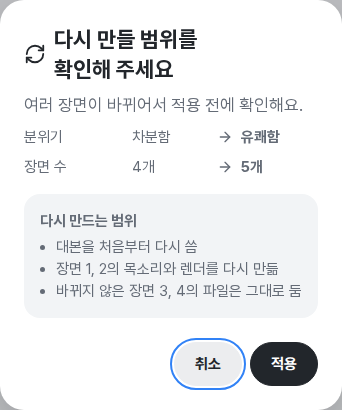 다시 만들 범위를
확인해 주세요
여러 장면이 바뀌어서 적용 전에 확인해요.
분위기 차분함 → 유쾌함
장면 수 4개 → 5개
다시 만드는 범위
• 대본을 처음부터 다시 씀
• 장면 1, 2의 목소리와 렌더를 다시 만듦
• 바뀌지 않은 장면 3, 4의 파일은 그대로 둠
취소 적용